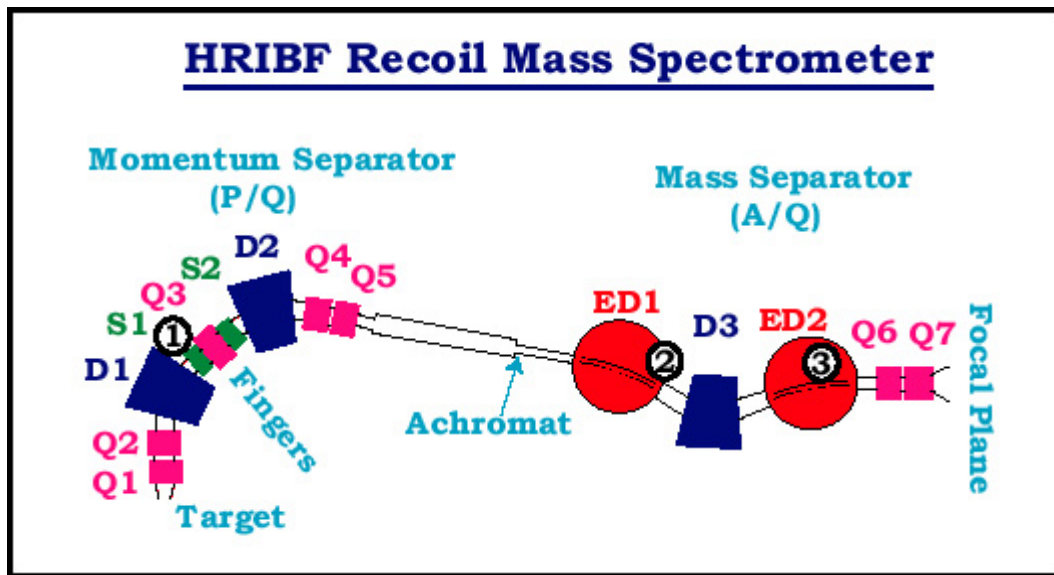 HRIBF Recoil Mass Spectrometer
Momentum Separator
(P/Q)
Mass Separator
(A/Q)
D2
S2
Q4
Q5
Q3
S1
1
D1
Fingers
Q2
Q1
Target
Achromat
ED1
2
D3
ED2
3
Q6
Q7
Focal Plane